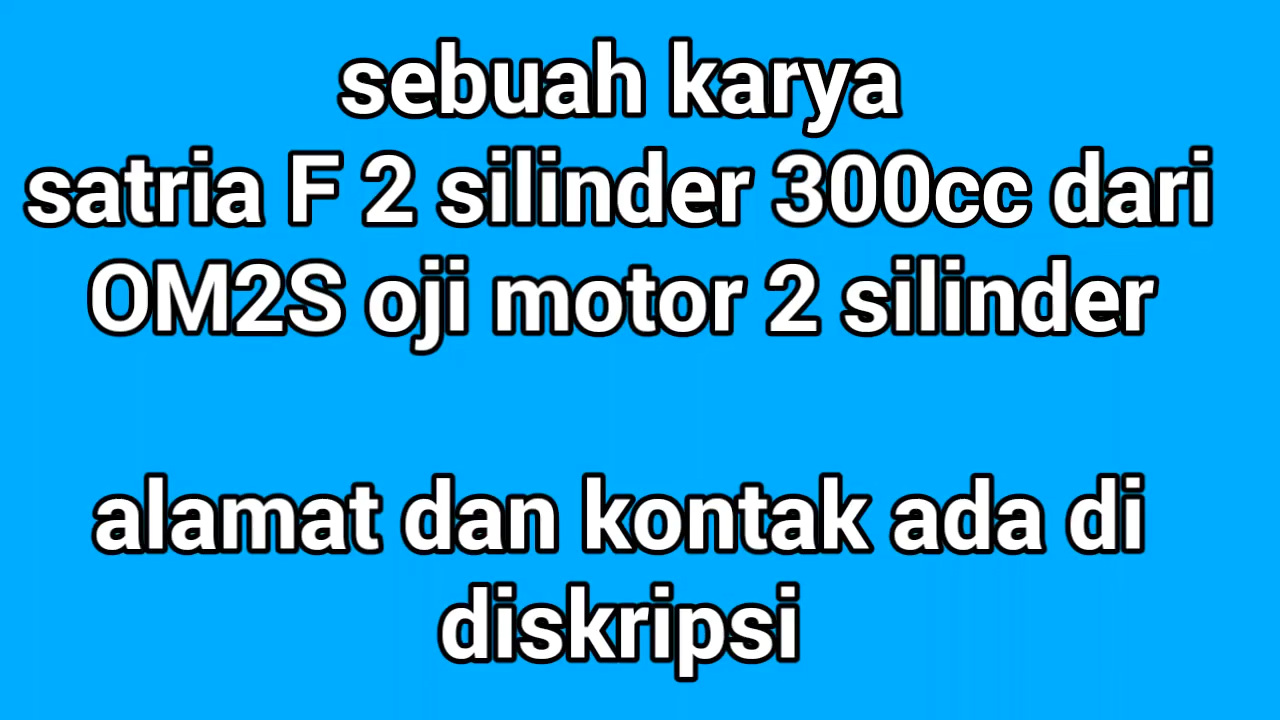 sebuah karya
satria F 2 silinder 300cc dari
OM2S oji motor 2 silinder
alamat dan kontak ada di
diskripsi